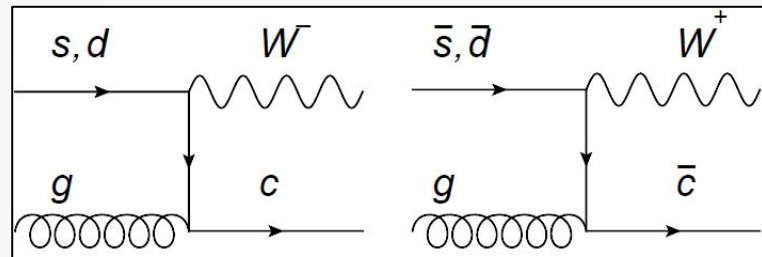 s, d W⁻ s̄, d̄ W⁺
g c g c̄